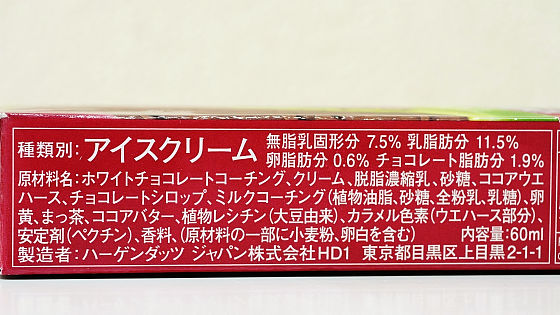 種類別：アイスクリーム 無脂乳固形分 7.5% 乳脂肪分 11.5%
卵脂肪分 0.6% チョコレート脂肪分 1.9%
原材料名：ホワイトチョコレートコーチング、クリーム、脱脂濃縮乳、砂糖、ココアウエ
ハース、チョコレートシロップ、ミルクコーチング（植物油脂、砂糖、全粉乳、乳糖）、卵
黄、まっ茶、ココアバター、植物レシチン（大豆由来）、カラメル色素（ウエハース部分）、
安定剤（ペクチン）、香料、（原材料の一部に小麦粉、卵白を含む） 内容量：60ml
製造者：ハーゲンダッツ ジャパン株式会社HD1 東京都目黒区上目黒2-1-1